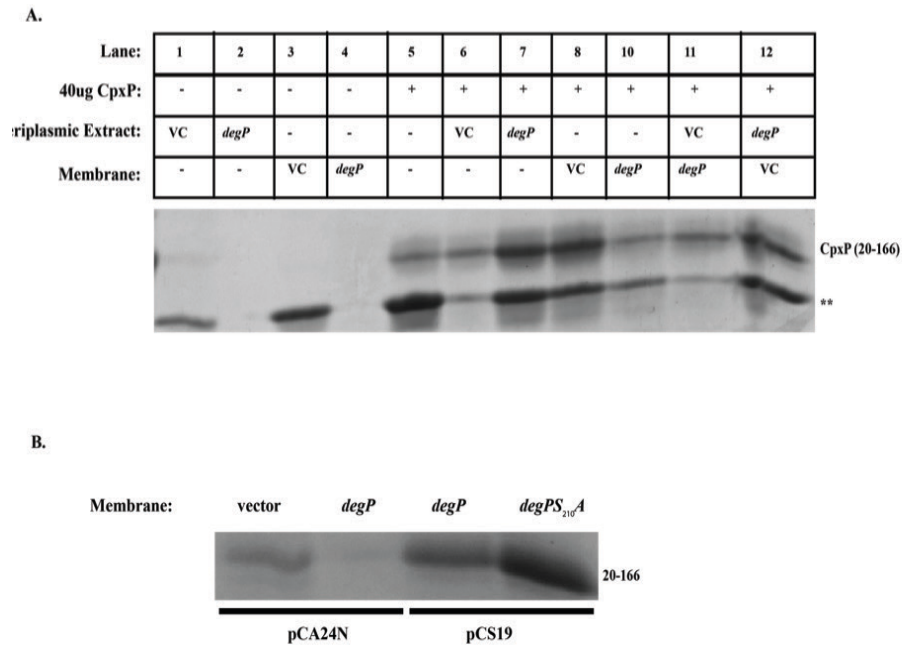 A.
Lane: 1 2 3 4 5 6 7 8 10 11 12
40ug CpxP: - - - - + + + + + + +
eriplasmic Extract: VC degP - - - VC degP - - VC degP
Membrane: - - VC degP - - - VC degP degP VC
CpxP (20-166)
**
B.
Membrane: vector degP degP degPS210A
20-166
pCA24N pCS19